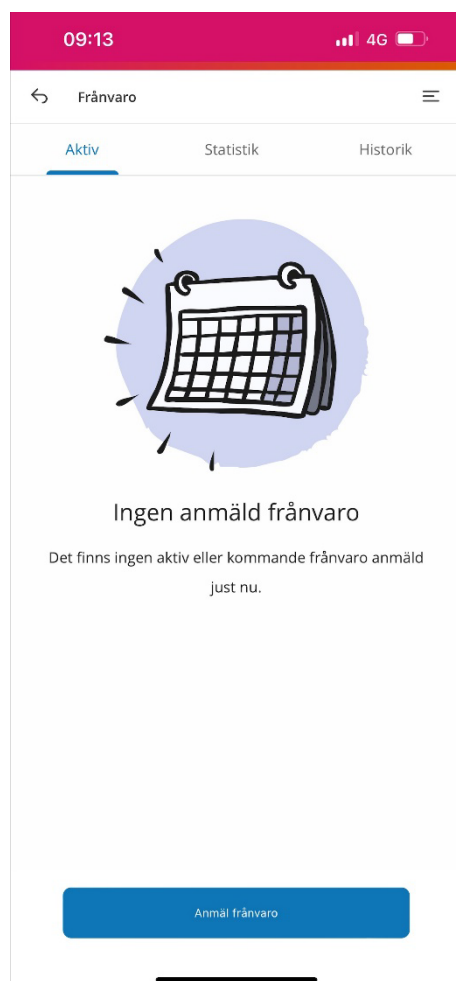 09:13 4G
Frånvaro
Aktiv Statistik Historik
Ingen anmäld frånvaro
Det finns ingen aktiv eller kommande frånvaro anmäld
just nu.
Anmäl frånvaro